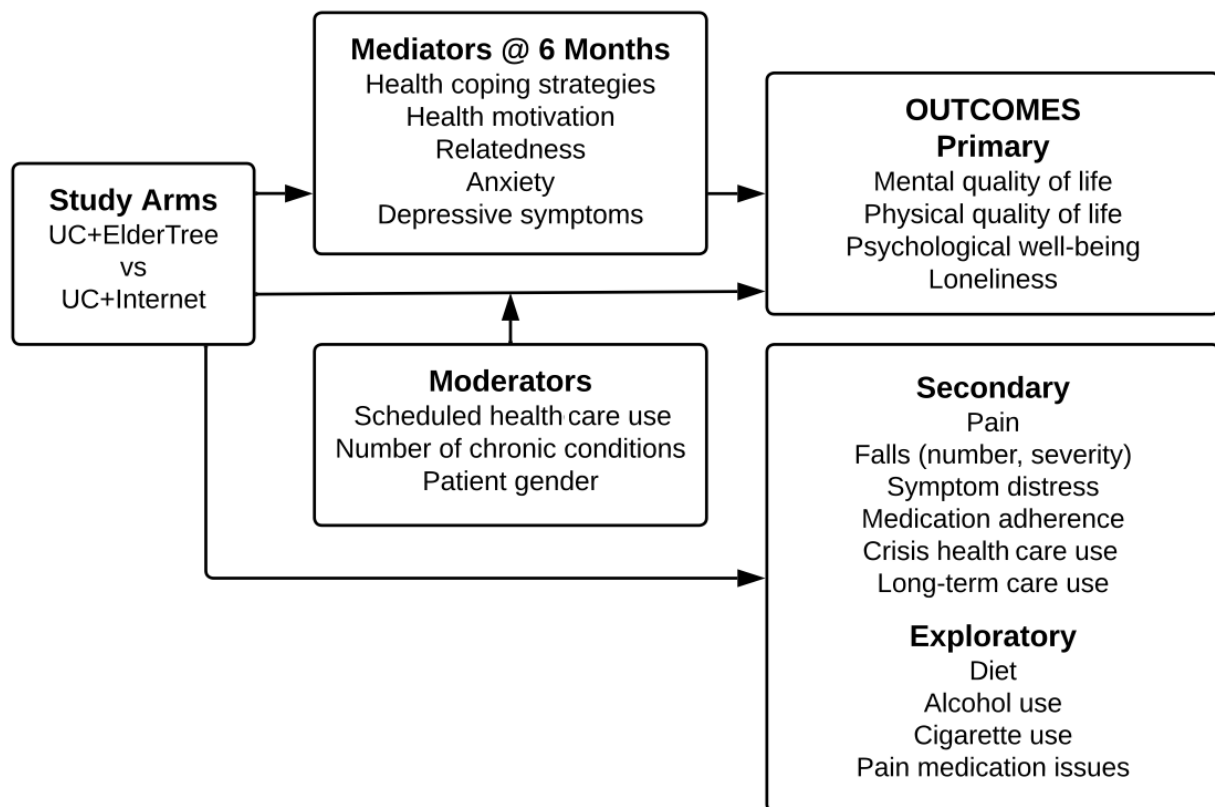 Study Arms
UC+ElderTree
vs
UC+Internet
Mediators @ 6 Months
Health coping strategies
Health motivation
Relatedness
Anxiety
Depressive symptoms
Moderators
Scheduled health care use
Number of chronic conditions
Patient gender
OUTCOMES
Primary
Mental quality of life
Physical quality of life
Psychological well-being
Loneliness
Secondary
Pain
Falls (number, severity)
Symptom distress
Medication adherence
Crisis health care use
Long-term care use
Exploratory
Diet
Alcohol use
Cigarette use
Pain medication issues